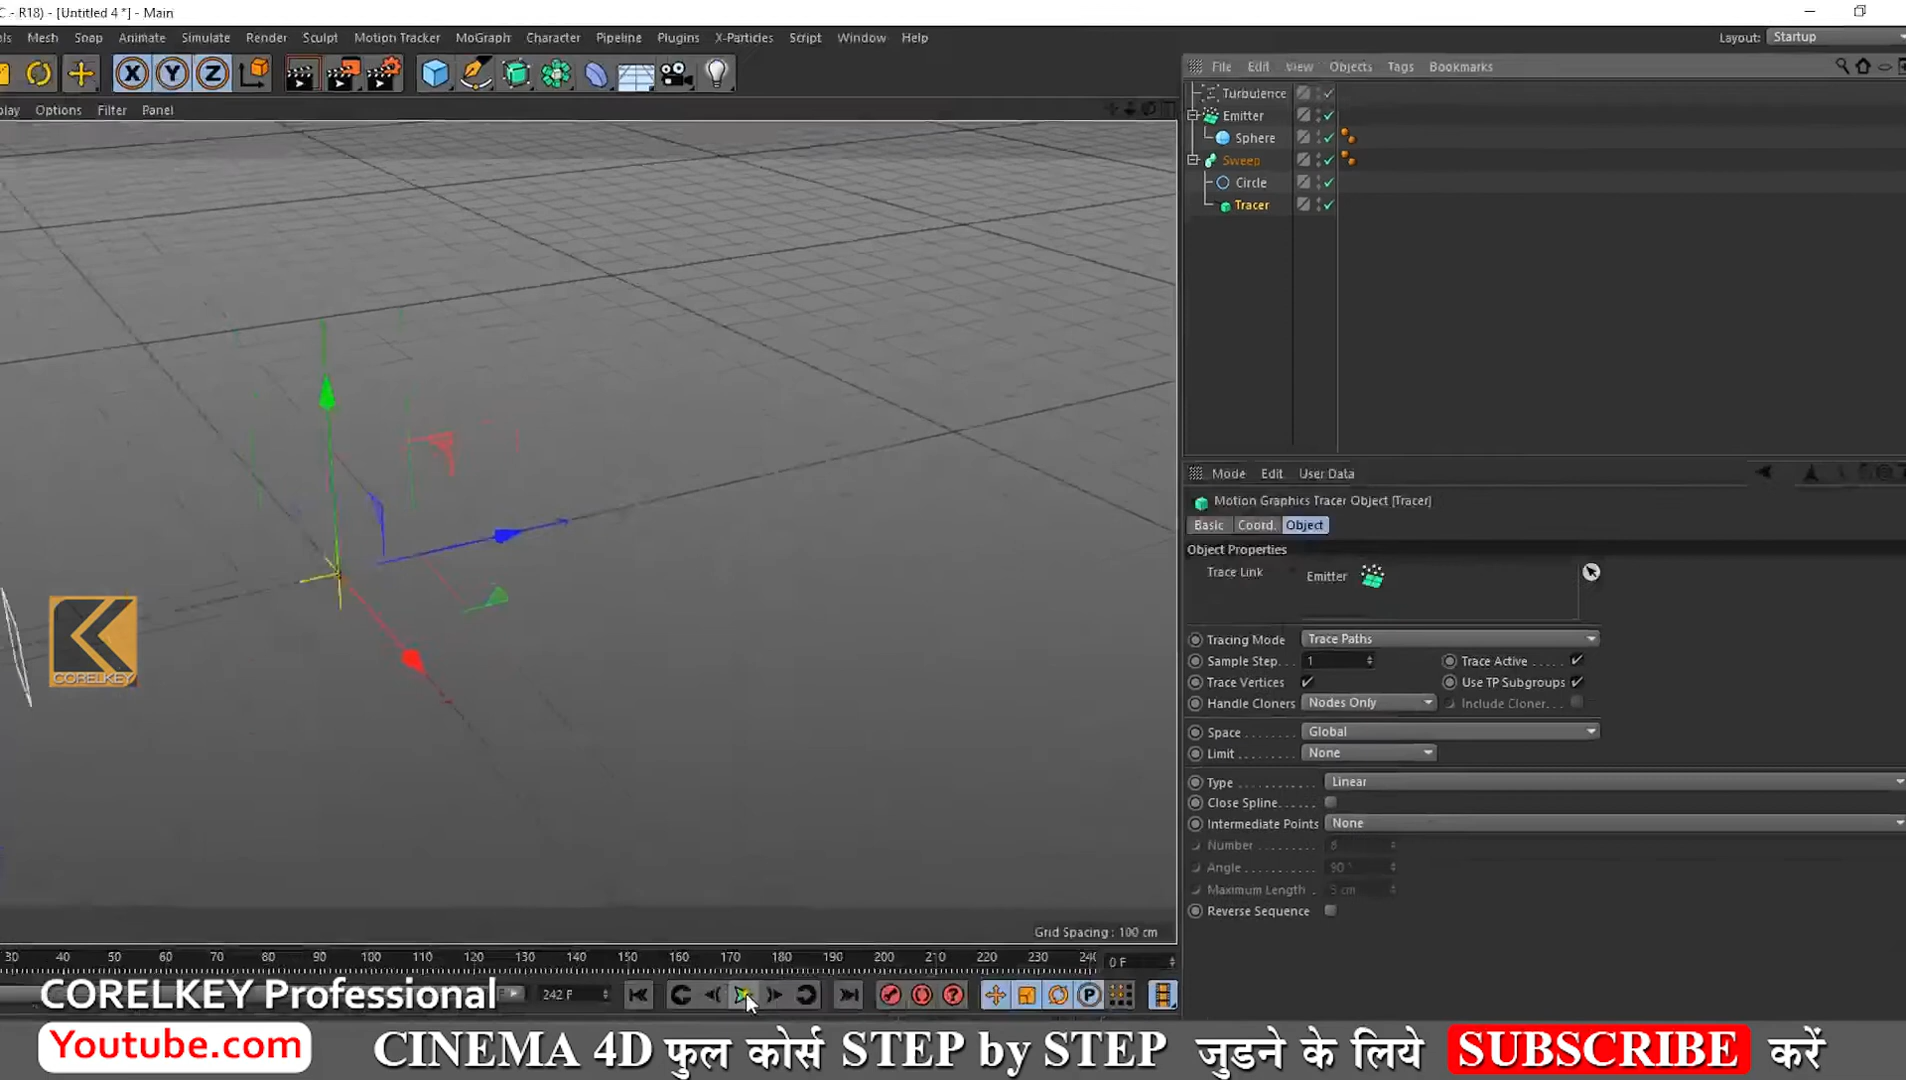 C - R18) - [Untitled 4 *] - Main
Mesh Snap Animate Simulate Render Sculpt Motion Tracker MoGraph Character Pipeline Plugins X-Particles Script Window Help
Layout: Startup
X Y Z
File Edit View Objects Tags Bookmarks
Options Filter Panel
Turbulence
Emitter
Sphere
Sweep
Circle
Tracer
Mode Edit User Data
Motion Graphics Tracer Object [Tracer]
Basic Coord. Object
Object Properties
Trace Link Emitter
Tracing Mode Trace Paths
Sample Step 1 Trace Active
Trace Vertices Use TP Subgroups
Handle Cloners Nodes Only Include Cloner
Space Global
Limit None
Type Linear
Close Spline
Intermediate Points None
Number 8
Angle 90 °
Maximum Length 5 cm
Reverse Sequence
CORELKEY
Grid Spacing : 100 cm
30 40 50 60 70 80 90 100 110 120 130 140 150 160 170 180 190 200 210 220 230 240 0 F
CORELKEY Professional
242 F
P
Youtube.com
CINEMA 4D फुल कोर्स STEP by STEP जुडने के लिये SUBSCRIBE करें